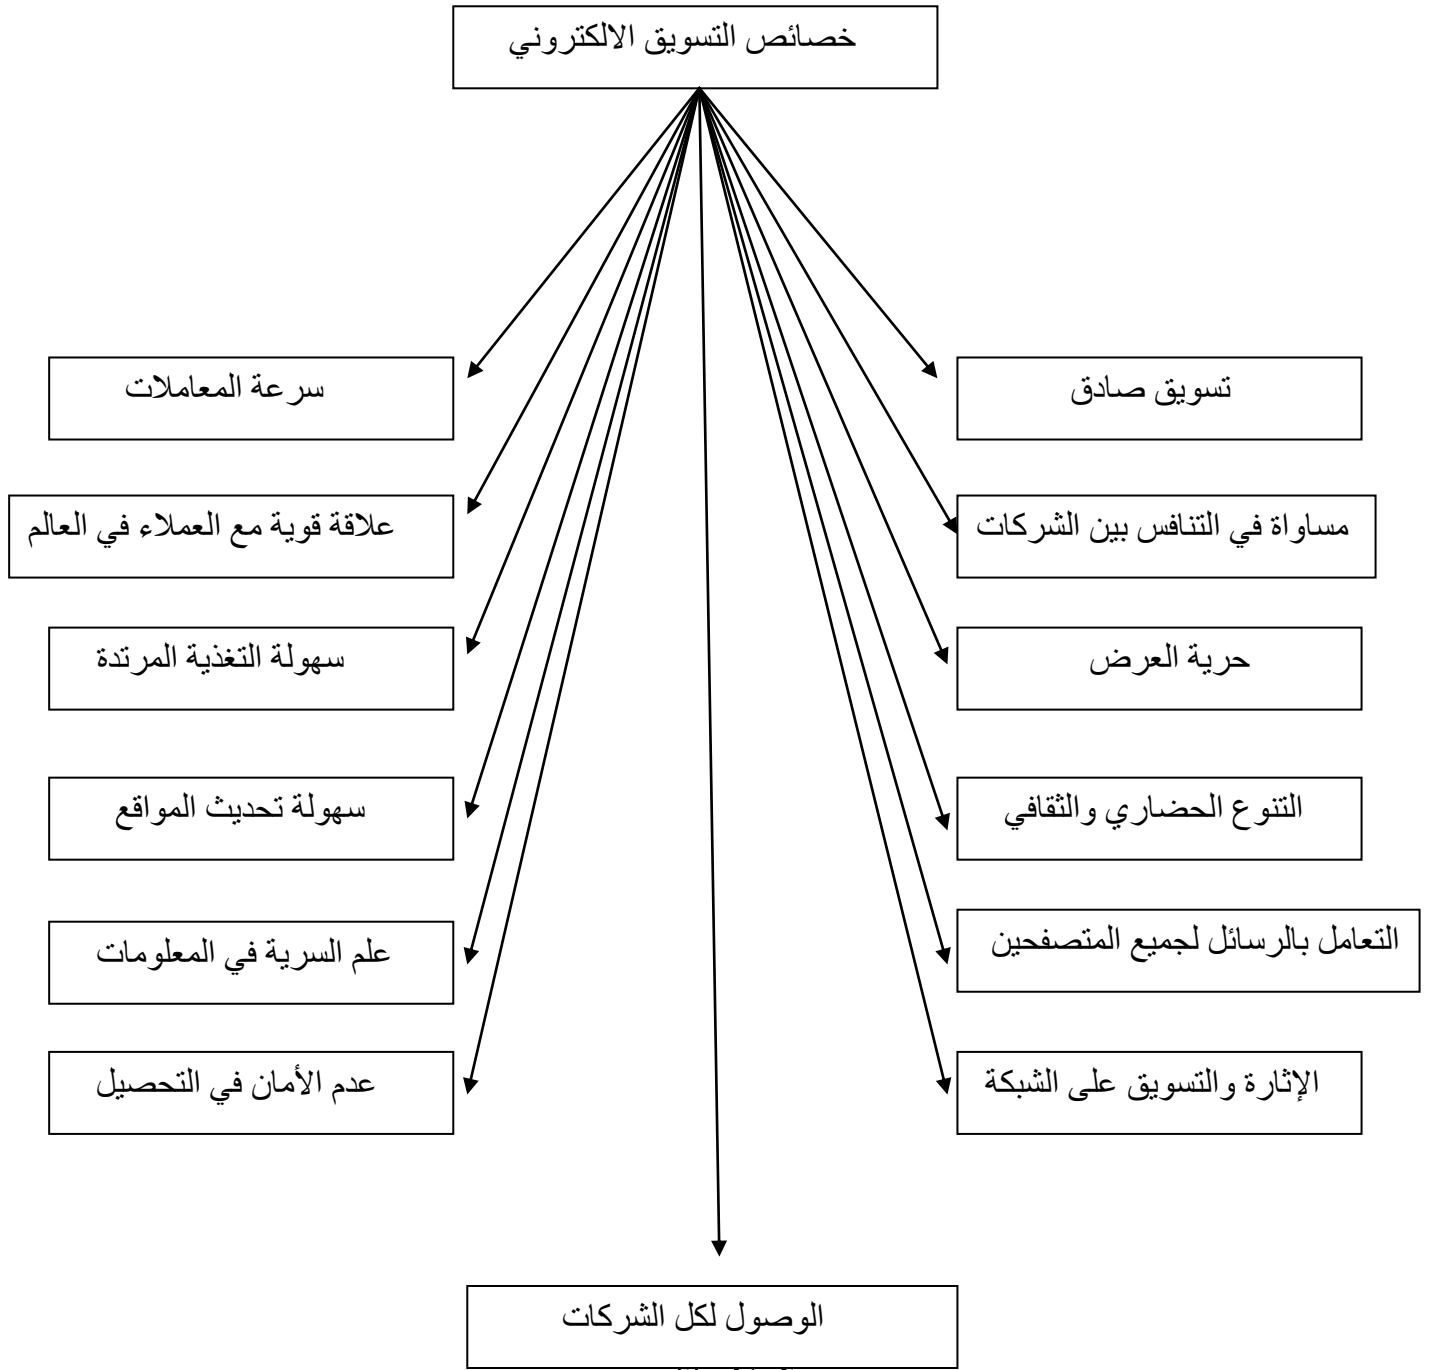 خصائص التسويق الالكتروني
تسويق صادق
سرعة المعاملات
مساواة في التنافس بين الشركات
علاقة قوية مع العملاء في العالم
حرية العرض
سهولة التغذية المرتدة
التنوع الحضاري والثقافي
سهولة تحديث المواقع
التعامل بالرسائل لجميع المتصفحين
علم السرية في المعلومات
الإثارة والتسويق على الشبكة
عدم الأمان في التحصيل
الوصول لكل الشركات